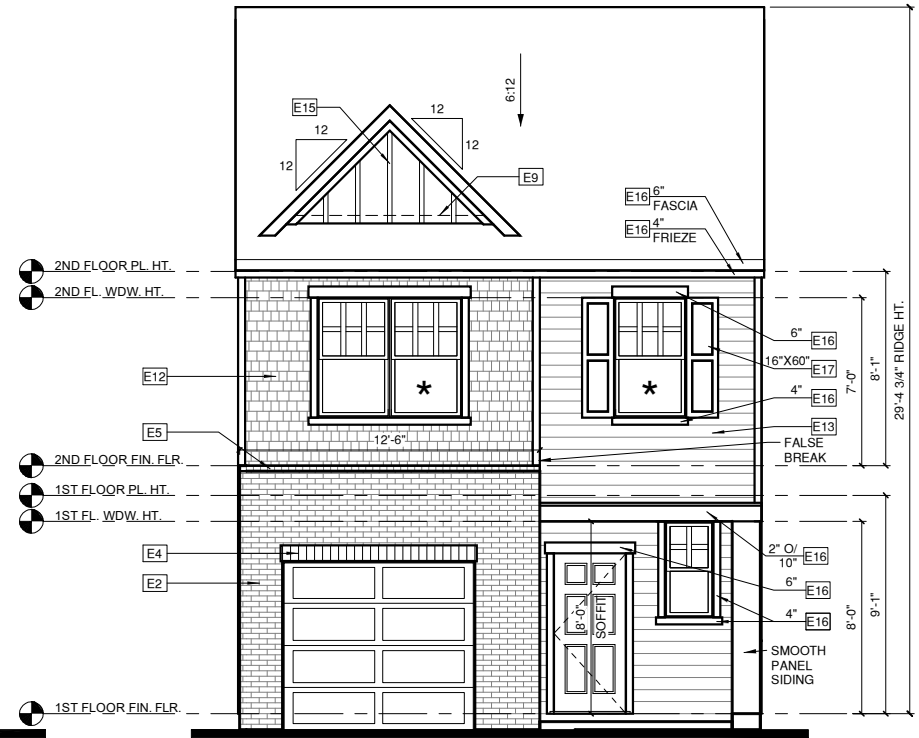 6:12
E15
12
12
12
12
E9
E16 6"
FASCIA
E16 4"
FRIEZE
2ND FLOOR PL. HT.
2ND FL. WDW. HT.
6" E16
16"X60" E17
4" E16
E12
E13
7'-0"
8'-1"
29'-4 3/4" RIDGE HT.
* *
12'-6"
E5
FALSE
BREAK
2ND FLOOR FIN. FLR.
1ST FLOOR PL. HT.
1ST FL. WDW. HT.
E4
2" O/
10" E16
E2
6"
E16
8'-0"
SOFFIT
4"
E16
8'-0"
9'-1"
SMOOTH
PANEL
SIDING
1ST FLOOR FIN. FLR.